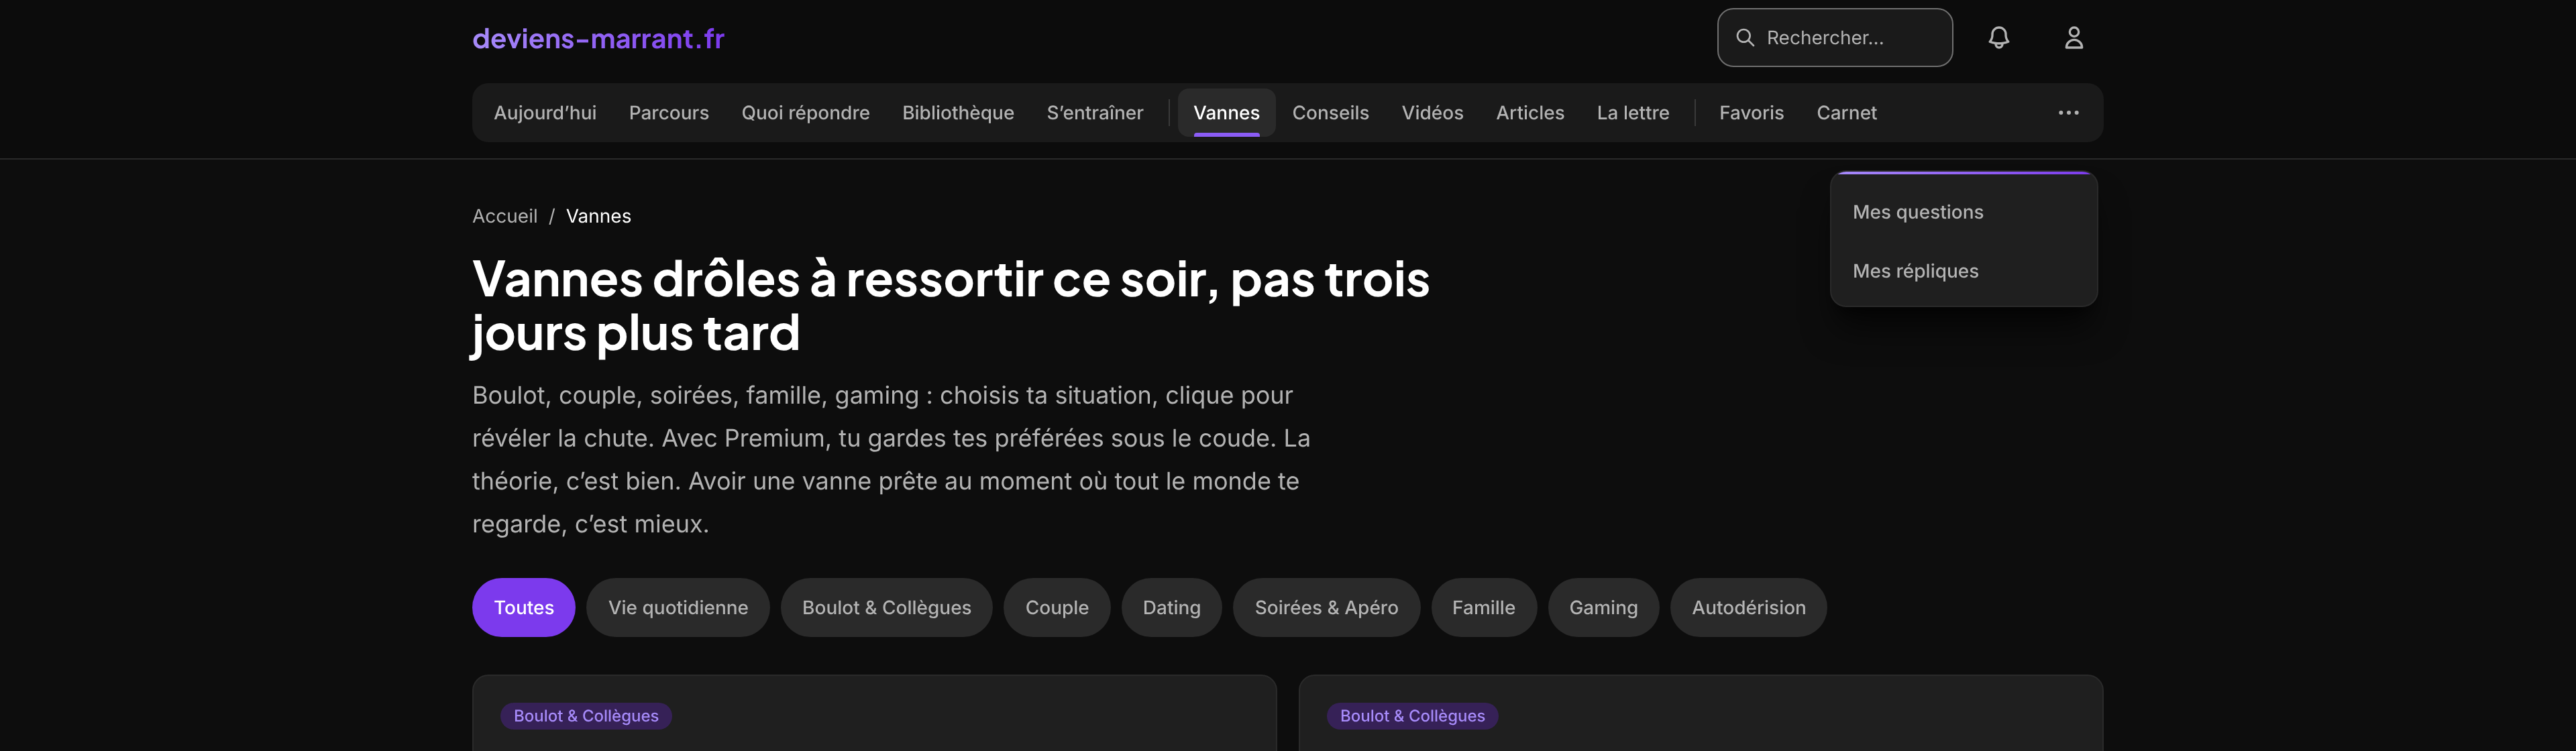 deviens-marrant.fr
Rechercher...
Aujourd’hui Parcours Quoi répondre Bibliothèque S’entraîner Vannes Conseils Vidéos Articles La lettre Favoris Carnet
Mes questions
Mes répliques
Accueil / Vannes
Vannes drôles à ressortir ce soir, pas trois
jours plus tard
Boulot, couple, soirées, famille, gaming : choisis ta situation, clique pour
révéler la chute. Avec Premium, tu gardes tes préférées sous le coude. La
théorie, c’est bien. Avoir une vanne prête au moment où tout le monde te
regarde, c’est mieux.
Toutes Vie quotidienne Boulot & Collègues Couple Dating Soirées & Apéro Famille Gaming Autodérision
Boulot & Collègues Boulot & Collègues